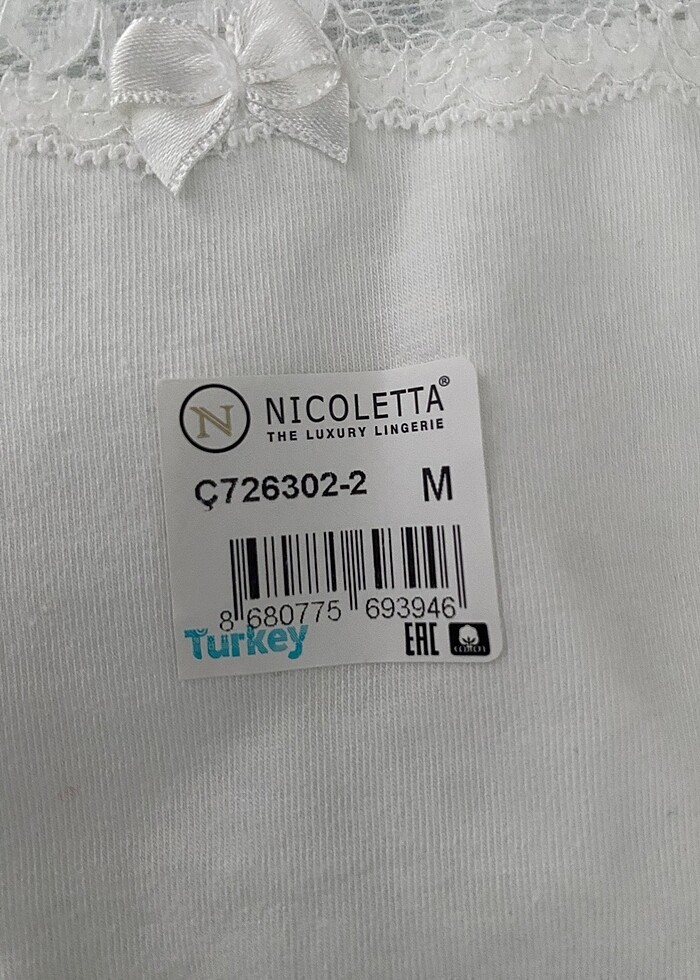 N
NICOLETTA®
THE LUXURY LINGERIE
Ç726302-2 M
8 680775 693946
Turkey EAC